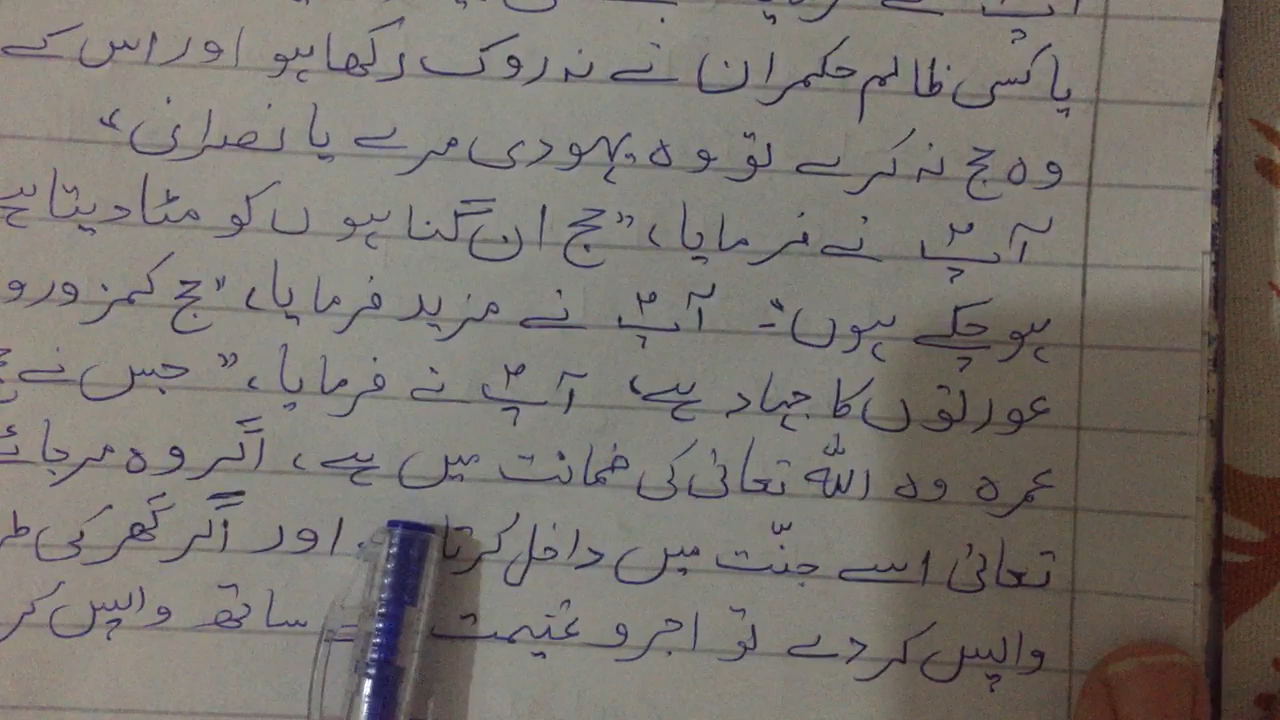 یا کسی ظالم حکمران نے نہ روک رکھا ہو اور اس کے
وہ حج نہ کرے تو وہ یہودی مرے یا نصرانی“
آپؐ نے فرمایا، ”حج ان گناہوں کو مٹا دیتا ہے
ہو چکے ہوں“۔ آپؐ نے مزید فرمایا، ”حج کمزور و
عورتوں کا جہاد ہے“ آپؐ نے فرمایا، ”جس نے
عمرہ وہ اللہ تعالیٰ کی ضمانت میں ہے، اگر وہ مرجائے
تعالیٰ اسے جنّت میں داخل کرتا اور اگر گھر کی
واپس کر دے تو اجر و غنیمت ساتھ واپس کر